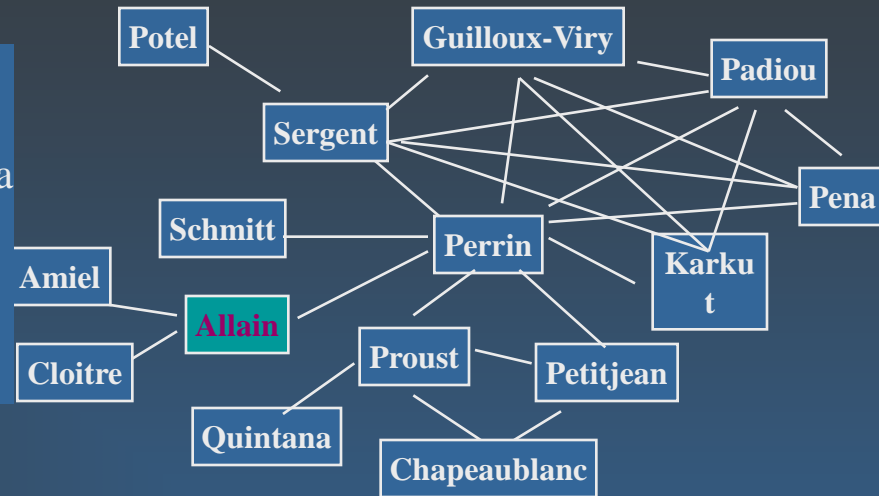 Potel
Guilloux-Viry
Padiou
Sergent
a
Pena
Schmitt
Perrin
Karku
t
Amiel
Allain
Proust
Petitjean
Cloitre
Quintana
Chapeaublanc